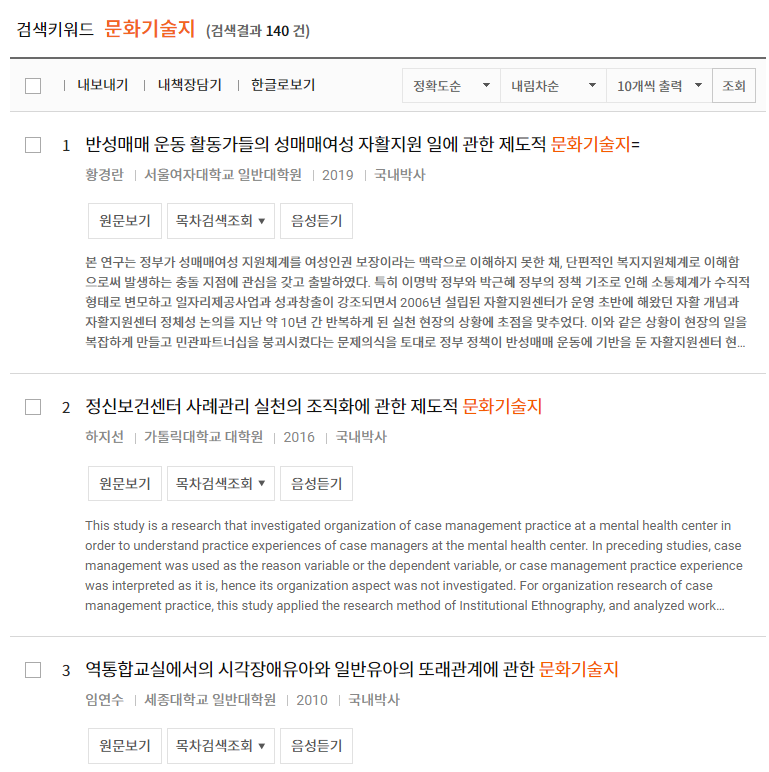 검색키워드 문화기술지 (검색결과 140 건)
| 내보내기 | 내책장담기 | 한글로보기 정확도순 내림차순 10개씩 출력 조회
1 반성매매 운동 활동가들의 성매매여성 자활지원 일에 관한 제도적 문화기술지=
황경란 | 서울여자대학교 일반대학원 | 2019 | 국내박사
원문보기 목차검색조회 ▼ 음성듣기
본 연구는 정부가 성매매여성 지원체계를 여성인권 보장이라는 맥락으로 이해하지 못한 채, 단편적인 복지지원체계로 이해함
으로써 발생하는 충돌 지점에 관심을 갖고 출발하였다. 특히 이명박 정부와 박근혜 정부의 정책 기조로 인해 소통체계가 수직적
형태로 변모하고 일자리제공사업과 성과창출이 강조되면서 2006년 설립된 자활지원센터가 운영 초반에 해왔던 자활 개념과
자활지원센터 정체성 논의를 지난 약 10년 간 반복하게 된 실천 현장의 상황에 초점을 맞추었다. 이와 같은 상황이 현장의 일을
복잡하게 만들고 민관파트너십을 붕괴시켰다는 문제의식을 토대로 정부 정책이 반성매매 운동에 기반을 둔 자활지원센터 현...
2 정신보건센터 사례관리 실천의 조직화에 관한 제도적 문화기술지
하지선 | 가톨릭대학교 대학원 | 2016 | 국내박사
원문보기 목차검색조회 ▼ 음성듣기
This study is a research that investigated organization of case management practice at a mental health center in
order to understand practice experiences of case managers at the mental health center. In preceding studies, case
management was used as the reason variable or the dependent variable, or case management practice experience
was interpreted as it is, hence its organization aspect was not investigated. For organization research of case
management practice, this study applied the research method of Institutional Ethnography, and analyzed work...
3 역통합교실에서의 시각장애유아와 일반유아의 또래관계에 관한 문화기술지
임연수 | 세종대학교 일반대학원 | 2010 | 국내박사
원문보기 목차검색조회 ▼ 음성듣기